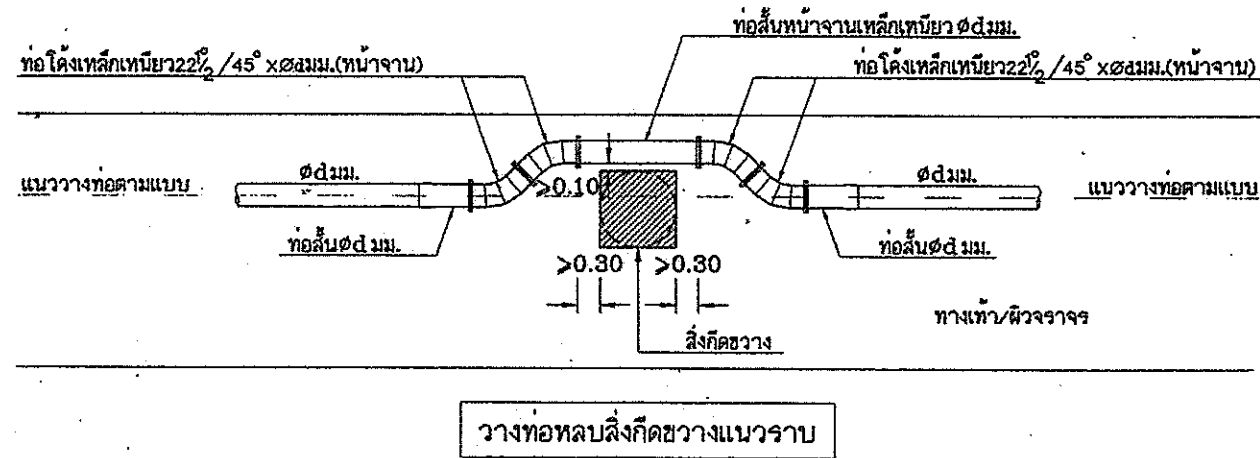 ท่อสั้นหน้าจานเหล็กเหนียว Ødมม.
ท่อโค้งเหล็กเหนียว22½°/45° xØdมม.(หน้าจาน)
ท่อโค้งเหล็กเหนียว22½°/45° xØdมม.(หน้าจาน)
แนววางท่อตามแบบ
Ødมม.
≥0.10
Ødมม.
แนววางท่อตามแบบ
ท่อสั้นØdมม.
ท่อสั้นØdมม.
≥0.30
≥0.30
ทางเท้า/ผิวจราจร
สิ่งกีดขวาง
วางท่อหลบสิ่งกีดขวางแนวราบ